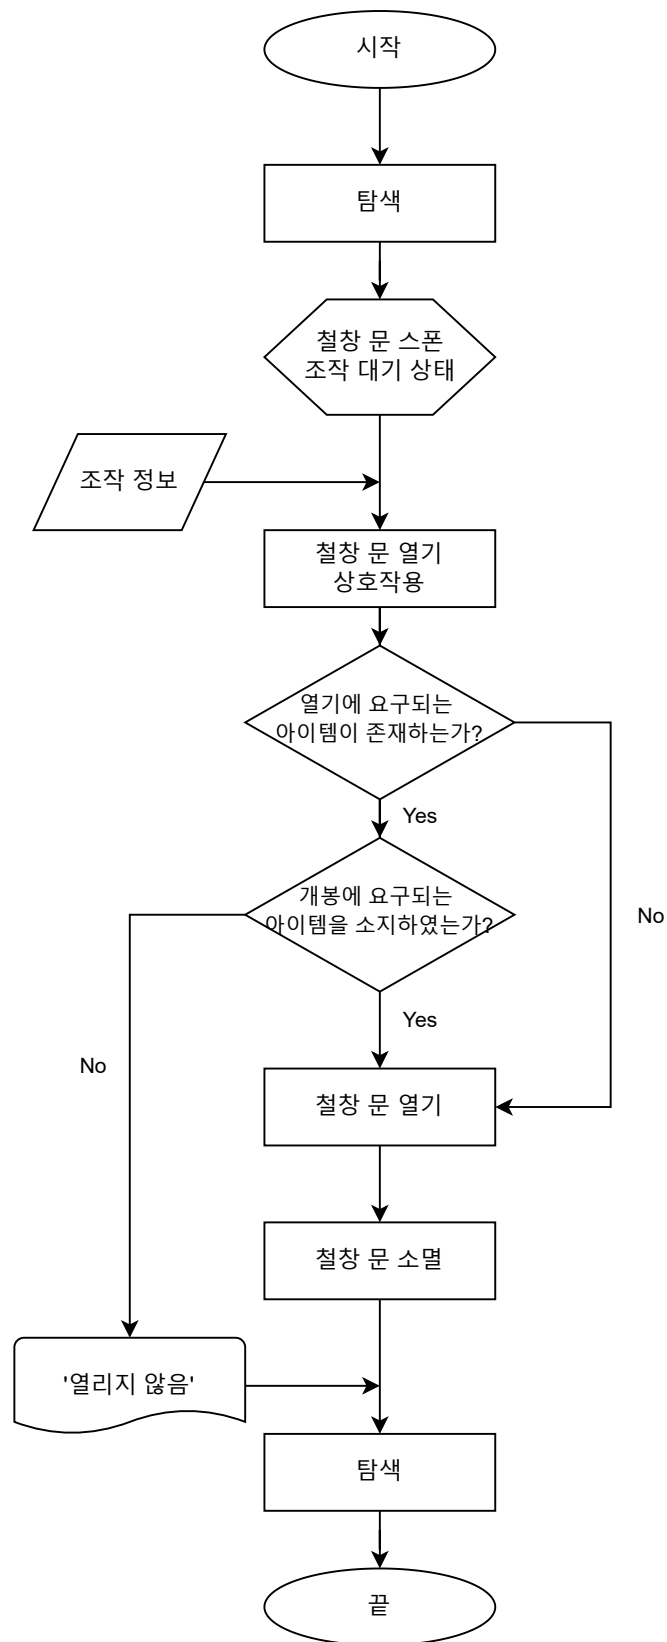 시작
탐색
철창 문 스폰
조작 대기 상태
조작 정보
철창 문 열기
상호작용
열기에 요구되는
아이템이 존재하는가?
Yes
개봉에 요구되는
아이템을 소지하였는가?
No
Yes
No
철창 문 열기
철창 문 소멸
'열리지 않음'
탐색
끝